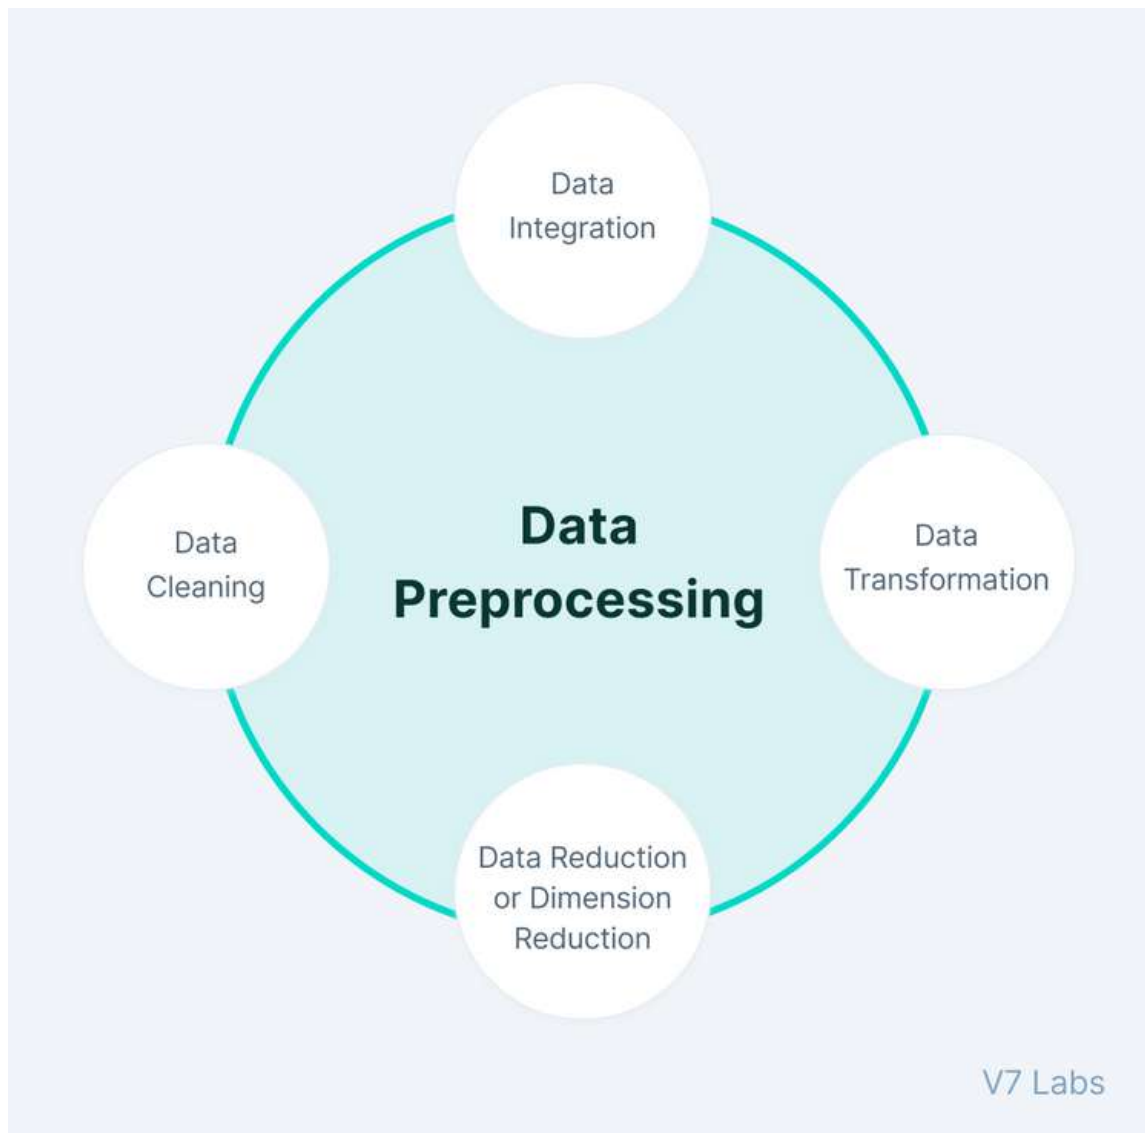 Data
Integration
Data
Cleaning
Data
Preprocessing
Data
Transformation
Data Reduction
or Dimension
Reduction
V7 Labs